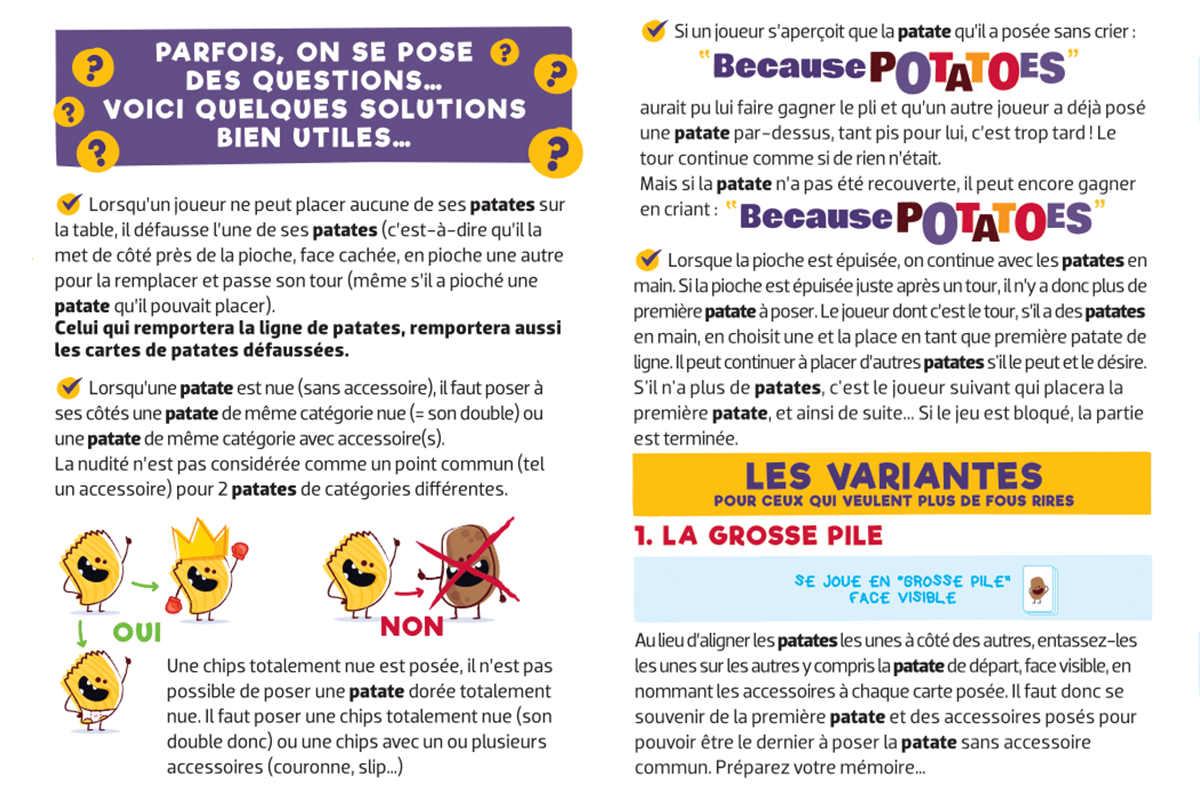 PARFOIS, ON SE POSE
DES QUESTIONS...
VOICI QUELQUES SOLUTIONS
BIEN UTILES...
? ? ? ? ? ?
Lorsqu'un joueur ne peut placer aucune de ses patates sur
la table, il défausse l'une de ses patates (c'est-à-dire qu'il la
met de côté près de la pioche, face cachée, en pioche une autre
pour la remplacer et passe son tour (même s'il a pioché une
patate qu'il pouvait placer).
Celui qui remportera la ligne de patates, remportera aussi
les cartes de patates défaussées.
Lorsqu'une patate est nue (sans accessoire), il faut poser à
ses côtés une patate de même catégorie nue (= son double) ou
une patate de même catégorie avec accessoire(s).
La nudité n'est pas considérée comme un point commun (tel
un accessoire) pour 2 patates de catégories différentes.
OUI
NON
Une chips totalement nue est posée, il n'est pas
possible de poser une patate dorée totalement
nue. Il faut poser une chips totalement nue (son
double donc) ou une chips avec un ou plusieurs
accessoires (couronne, slip...)
Si un joueur s'aperçoit que la patate qu'il a posée sans crier :
"Because POTATOES"
aurait pu lui faire gagner le pli et qu'un autre joueur a déjà posé
une patate par-dessus, tant pis pour lui, c'est trop tard ! Le
tour continue comme si de rien n'était.
Mais si la patate n'a pas été recouverte, il peut encore gagner
en criant : "Because POTATOES"
Lorsque la pioche est épuisée, on continue avec les patates en
main. Si la pioche est épuisée juste après un tour, il n'y a donc plus de
première patate à poser. Le joueur dont c'est le tour, s'il a des patates
en main, en choisit une et la place en tant que première patate de
ligne. Il peut continuer à placer d'autres patates s'il le peut et le désire.
S'il n'a plus de patates, c'est le joueur suivant qui placera la
première patate, et ainsi de suite... Si le jeu est bloqué, la partie
est terminée.
LES VARIANTES
POUR CEUX QUI VEULENT PLUS DE FOUS RIRES
1. LA GROSSE PILE
SE JOUE EN "GROSSE PILE"
FACE VISIBLE
Au lieu d'aligner les patates les unes à côté des autres, entassez-les
les unes sur les autres y compris la patate de départ, face visible, en
nommant les accessoires à chaque carte posée. Il faut donc se
souvenir de la première patate et des accessoires posés pour
pouvoir être le dernier à poser la patate sans accessoire
commun. Préparez votre mémoire...